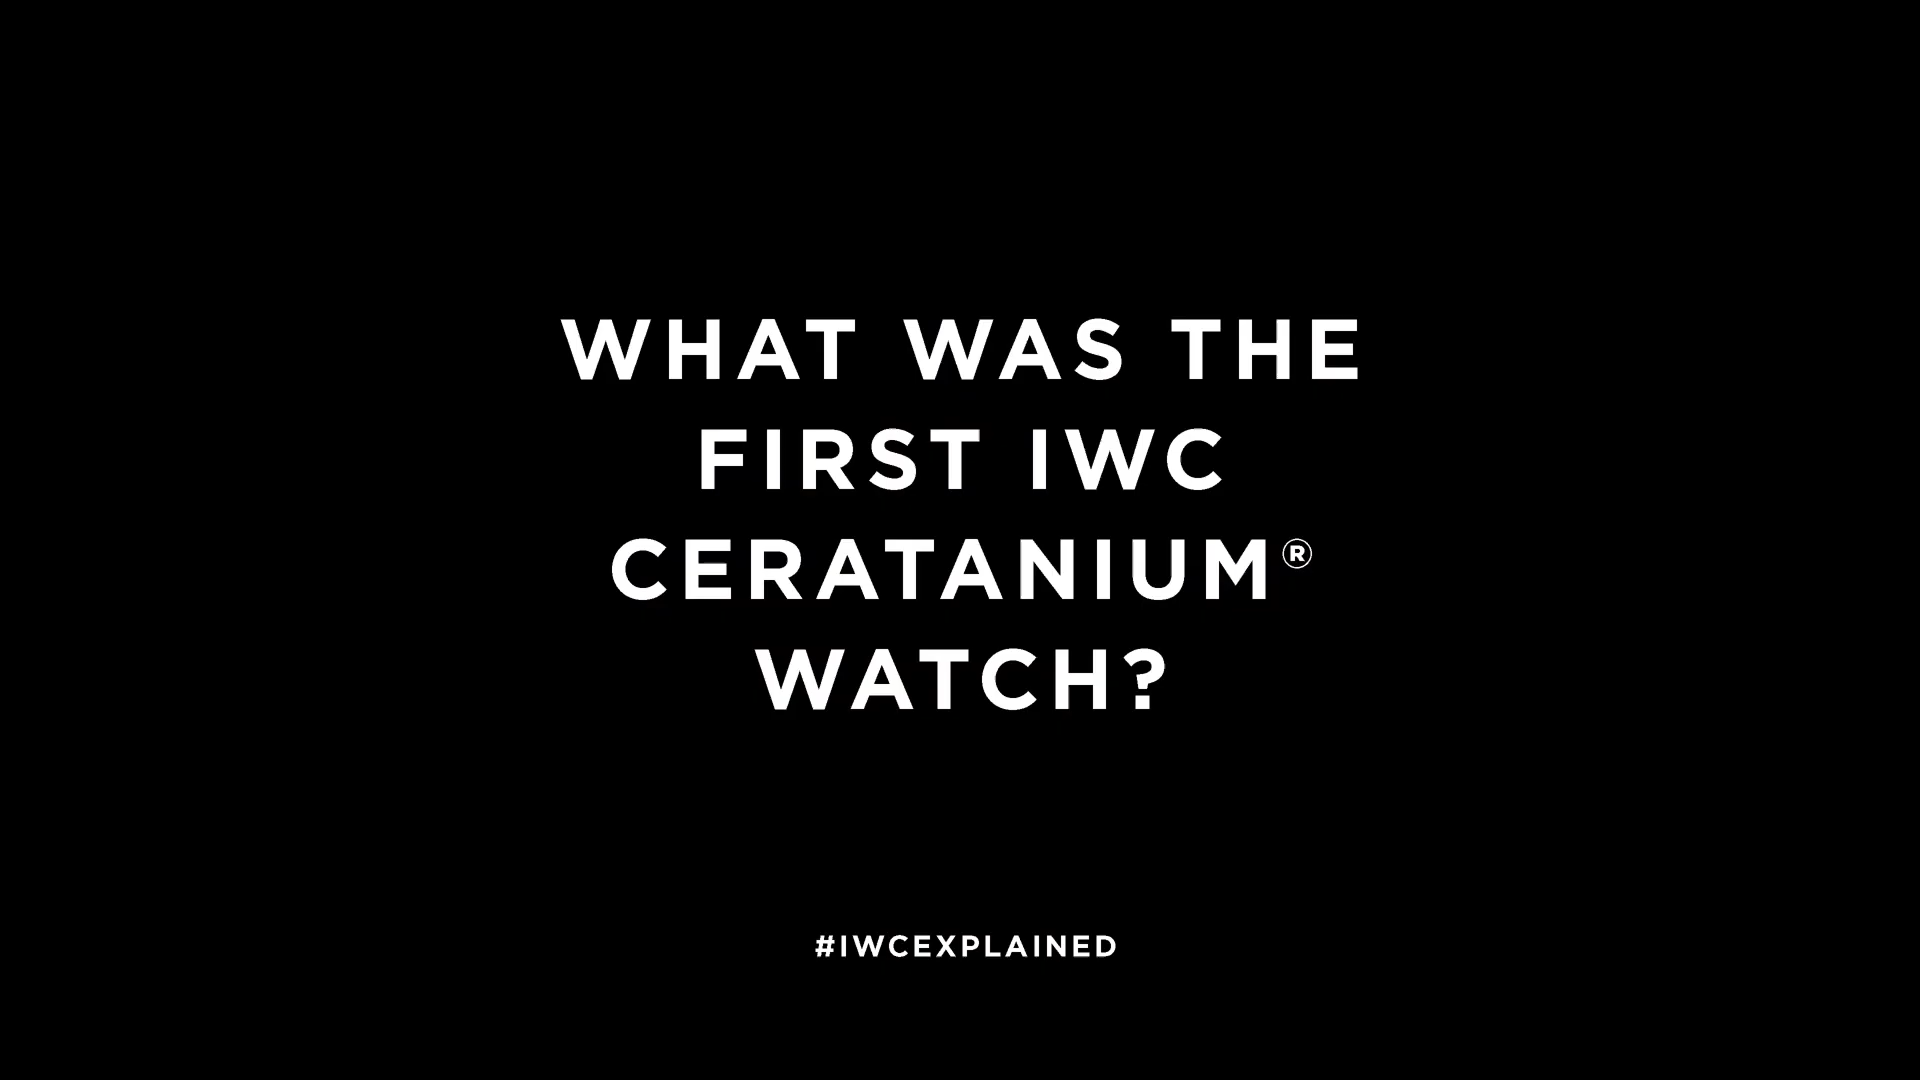 WHAT WAS THE
FIRST IWC
CERATANIUM®
WATCH?
#IWCEXPLAINED